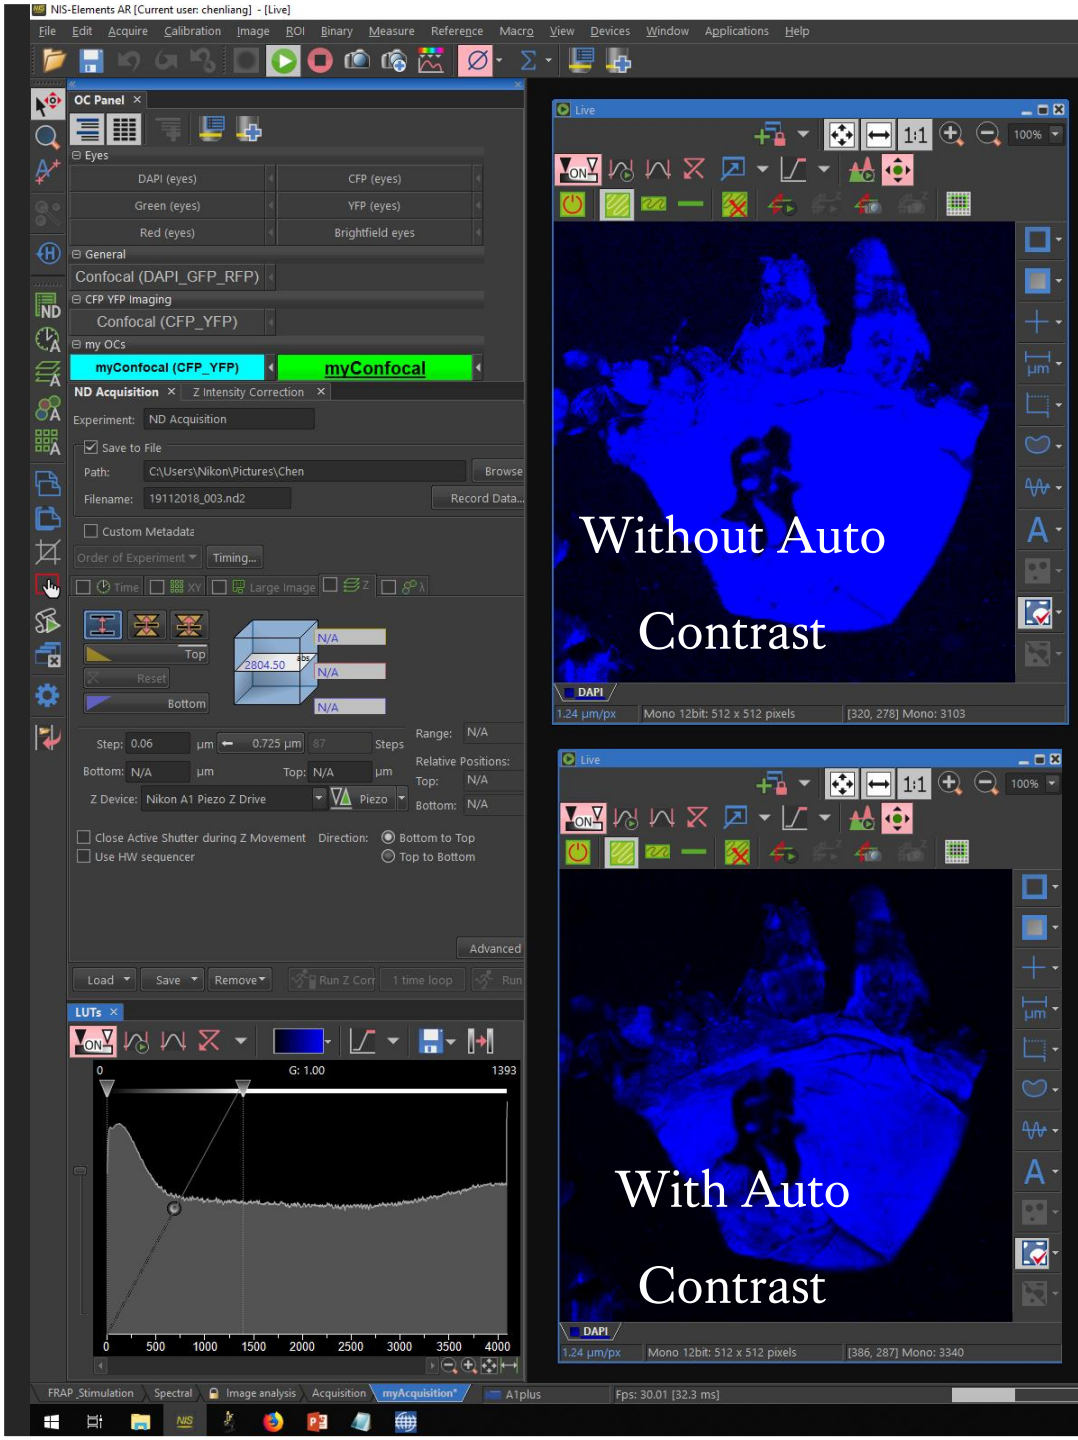 NIS-Elements AR [Current user: chenliang] - [Live]
File Edit Acquire Calibration Image ROI Binary Measure Reference Macro View Devices Window Applications Help
OC Panel
Eyes
DAPI (eyes) CFP (eyes)
Green (eyes) YFP (eyes)
Red (eyes) Brightfield eyes
General
Confocal (DAPI_GFP_RFP)
CFP YFP Imaging
Confocal (CFP_YFP)
my OCs
myConfocal (CFP_YFP) myConfocal
ND Acquisition Z Intensity Correction
Experiment: ND Acquisition
Save to File
Path: C:\Users\Nikon\Pictures\Chen Browse
Filename: 19112018_003.nd2 Record Data...
Custom Metadata
Order of Experiment Timing...
Time XY Large Image Z λ
Top N/A
2804.50 abs
Reset N/A
Bottom N/A
Step: 0.06 µm 0.725 µm 87 Steps
Range: N/A
Relative Positions:
Bottom: N/A µm Top: N/A µm
Top: N/A
Z Device: Nikon A1 Piezo Z Drive Piezo
Bottom: N/A
Close Active Shutter during Z Movement Direction: Bottom to Top
Use HW sequencer Top to Bottom
Advanced
Load Save Remove Run Z Corr 1 time loop Run
LUTs
ON
0 G: 1.00 1393
0 500 1000 1500 2000 2500 3000 3500 4000
Live
1:1 100%
ON
Without Auto
Contrast
µm
A
DAPI
1.24 µm/px Mono 12bit: 512 x 512 pixels [320, 278] Mono: 3103
Live
1:1 100%
ON
With Auto
Contrast
µm
A
DAPI
1.24 µm/px Mono 12bit: 512 x 512 pixels [386, 287] Mono: 3340
FRAP_Stimulation Spectral Image analysis Acquisition myAcquisition* A1plus Fps: 30.01 [32.3 ms]
NIS